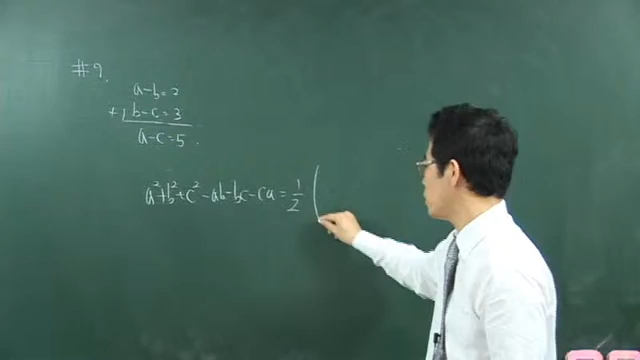 #9.
a-b=2
+) b-c=3
a-c=5.
a²+b²+c²-ab-bc-ca=1/2(